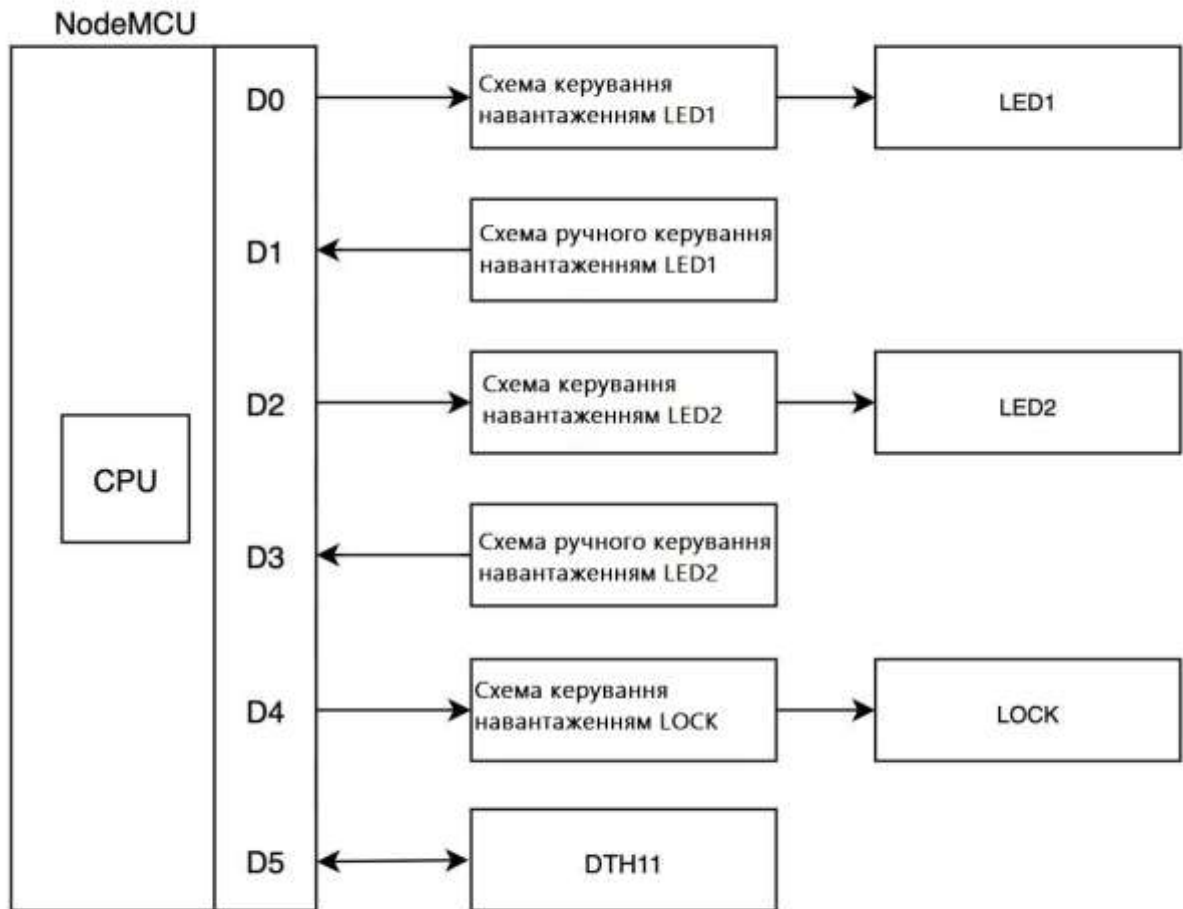 NodeMCU
D0
Схема керування
навантаженням LED1
LED1
D1
Схема ручного керування
навантаженням LED1
D2
Схема керування
навантаженням LED2
LED2
CPU
D3
Схема ручного керування
навантаженням LED2
D4
Схема керування
навантаженням LOCK
LOCK
D5
DTH11